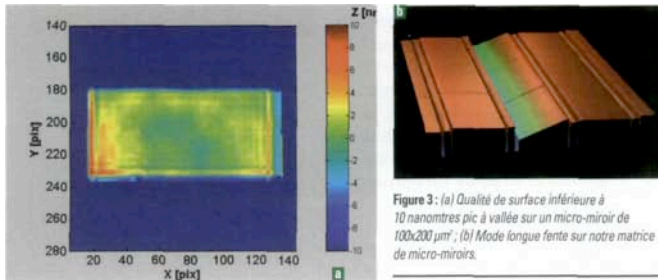 Z [n
140
160
180
200
220
240
260
280
Y [pix]
20 40 60 80 100 120 140
X [pix]
10
8
6
4
2
0
-2
-4
-6
-8
-10
a
b
Figure 3 : (a) Qualité de surface inférieure à
10 nanomtres pic à vallée sur un micro-miroir de
100x200 µm² ; (b) Mode longue fente sur notre matrice
de micro-miroirs.